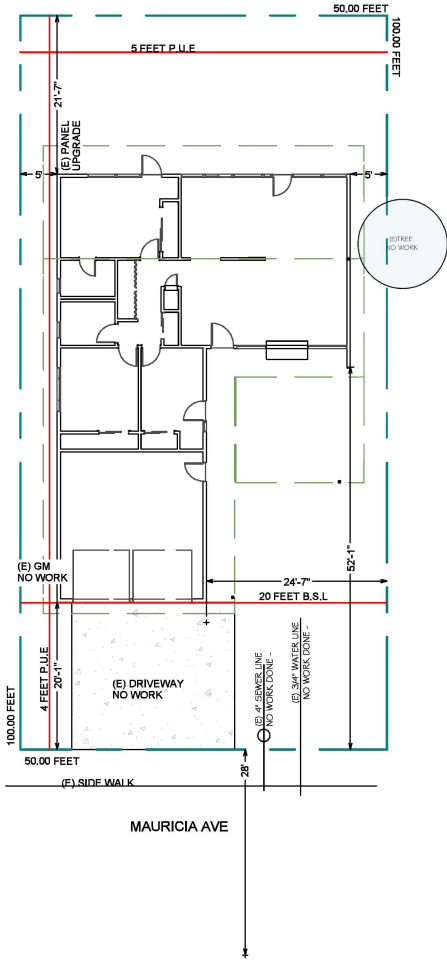 50.00 FEET
100.00 FEET
5 FEET P.U.E
21'-7"
(E) PANEL
UPGRADE
5'
5'
(E)TREE
NO WORK
52'-1"
(E) GM
NO WORK
24'-7"
20 FEET B.S.L
4 FEET P.U.E
20'-1"
(E) DRIVEWAY
NO WORK
(E) 4" SEWER LINE
NO WORK DONE -
(E) 3/4" WATER LINE
NO WORK DONE -
100.00 FEET
50.00 FEET
28'
(E) SIDE WALK
MAURICIA AVE